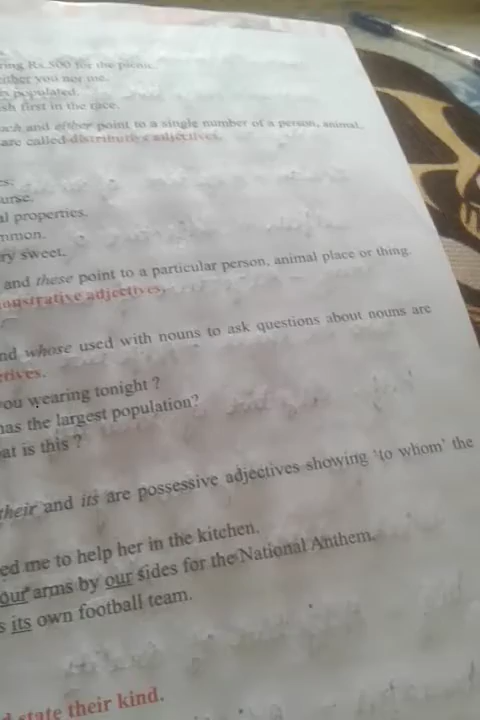 ring Rs.500 for the picnic.
either you nor me.
is populated.
sh first in the race.
ach and either point to a single number of a person, animal,
are called distributive adjectives.
es.
urse.
al properties.
mmon.
ry sweet.
and these point to a particular person, animal place or thing.
onstrative adjectives.
nd whose used with nouns to ask questions about nouns are
ctives.
ou wearing tonight ?
has the largest population?
at is this ?
their and its are possessive adjectives showing 'to whom' the
ed me to help her in the kitchen.
our arms by our sides for the National Anthem.
s its own football team.
d state their kind.